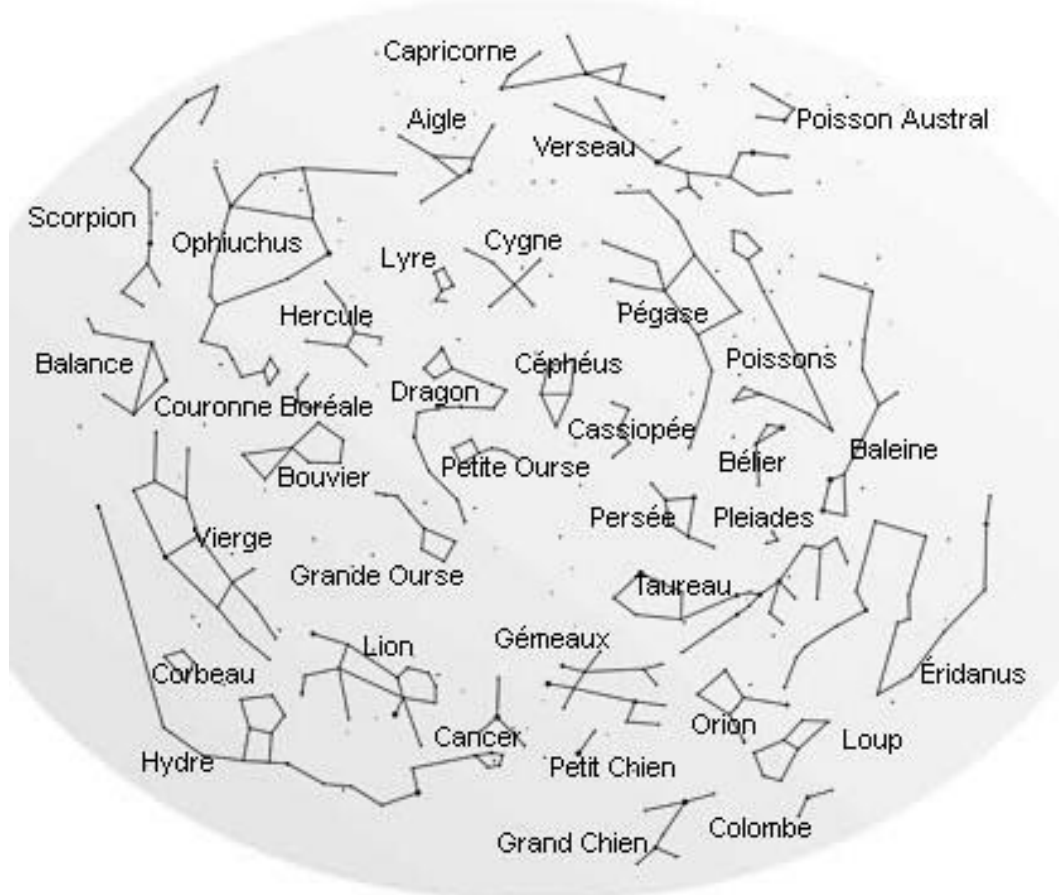 Capricorne
Poisson Austral
Aigle
Verseau
Scorpion
Ophiuchus
Cygne
Lyre
Hercule
Pégase
Balance
Céphéus
Poissons
Dragon
Couronne Boréale
Cassiopée
Baleine
Bélier
Petite Ourse
Bouvier
Persée
Pleiades
Vierge
Grande Ourse
Taureau
Lion
Gémeaux
Corbeau
Éridanus
Orion
Loup
Cancer
Hydre
Petit Chien
Colombe
Grand Chien